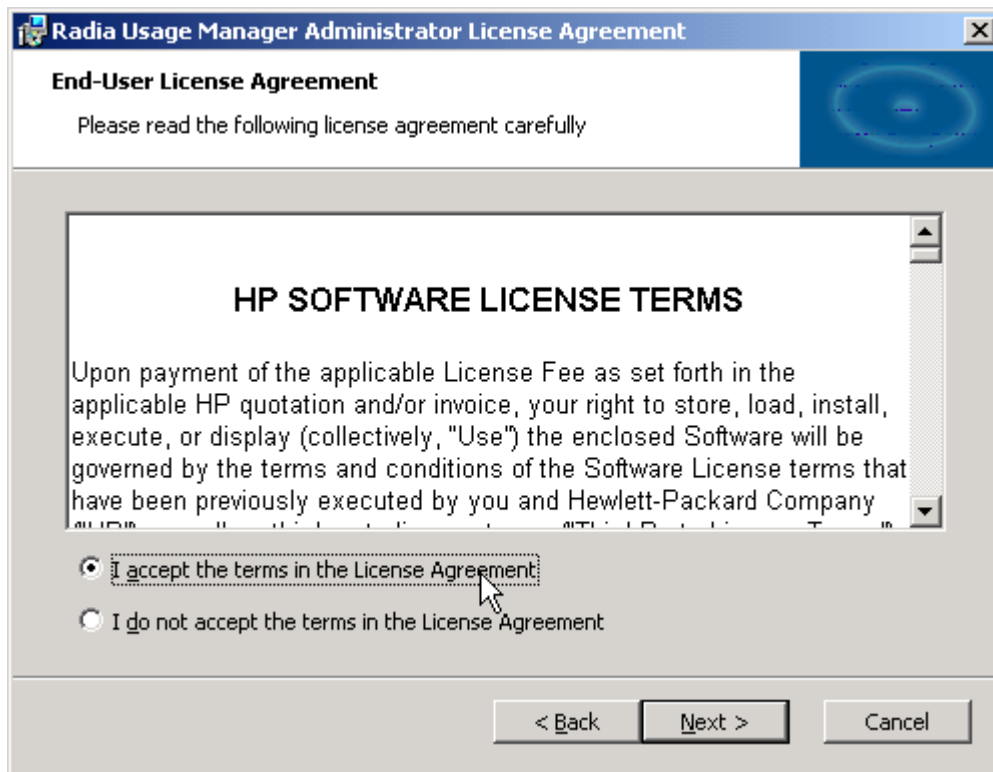 Radia Usage Manager Administrator License Agreement
End-User License Agreement
Please read the following license agreement carefully
HP SOFTWARE LICENSE TERMS
Upon payment of the applicable License Fee as set forth in the
applicable HP quotation and/or invoice, your right to store, load, install,
execute, or display (collectively, "Use") the enclosed Software will be
governed by the terms and conditions of the Software License terms that
have been previously executed by you and Hewlett-Packard Company
I accept the terms in the License Agreement
I do not accept the terms in the License Agreement
< Back Next > Cancel